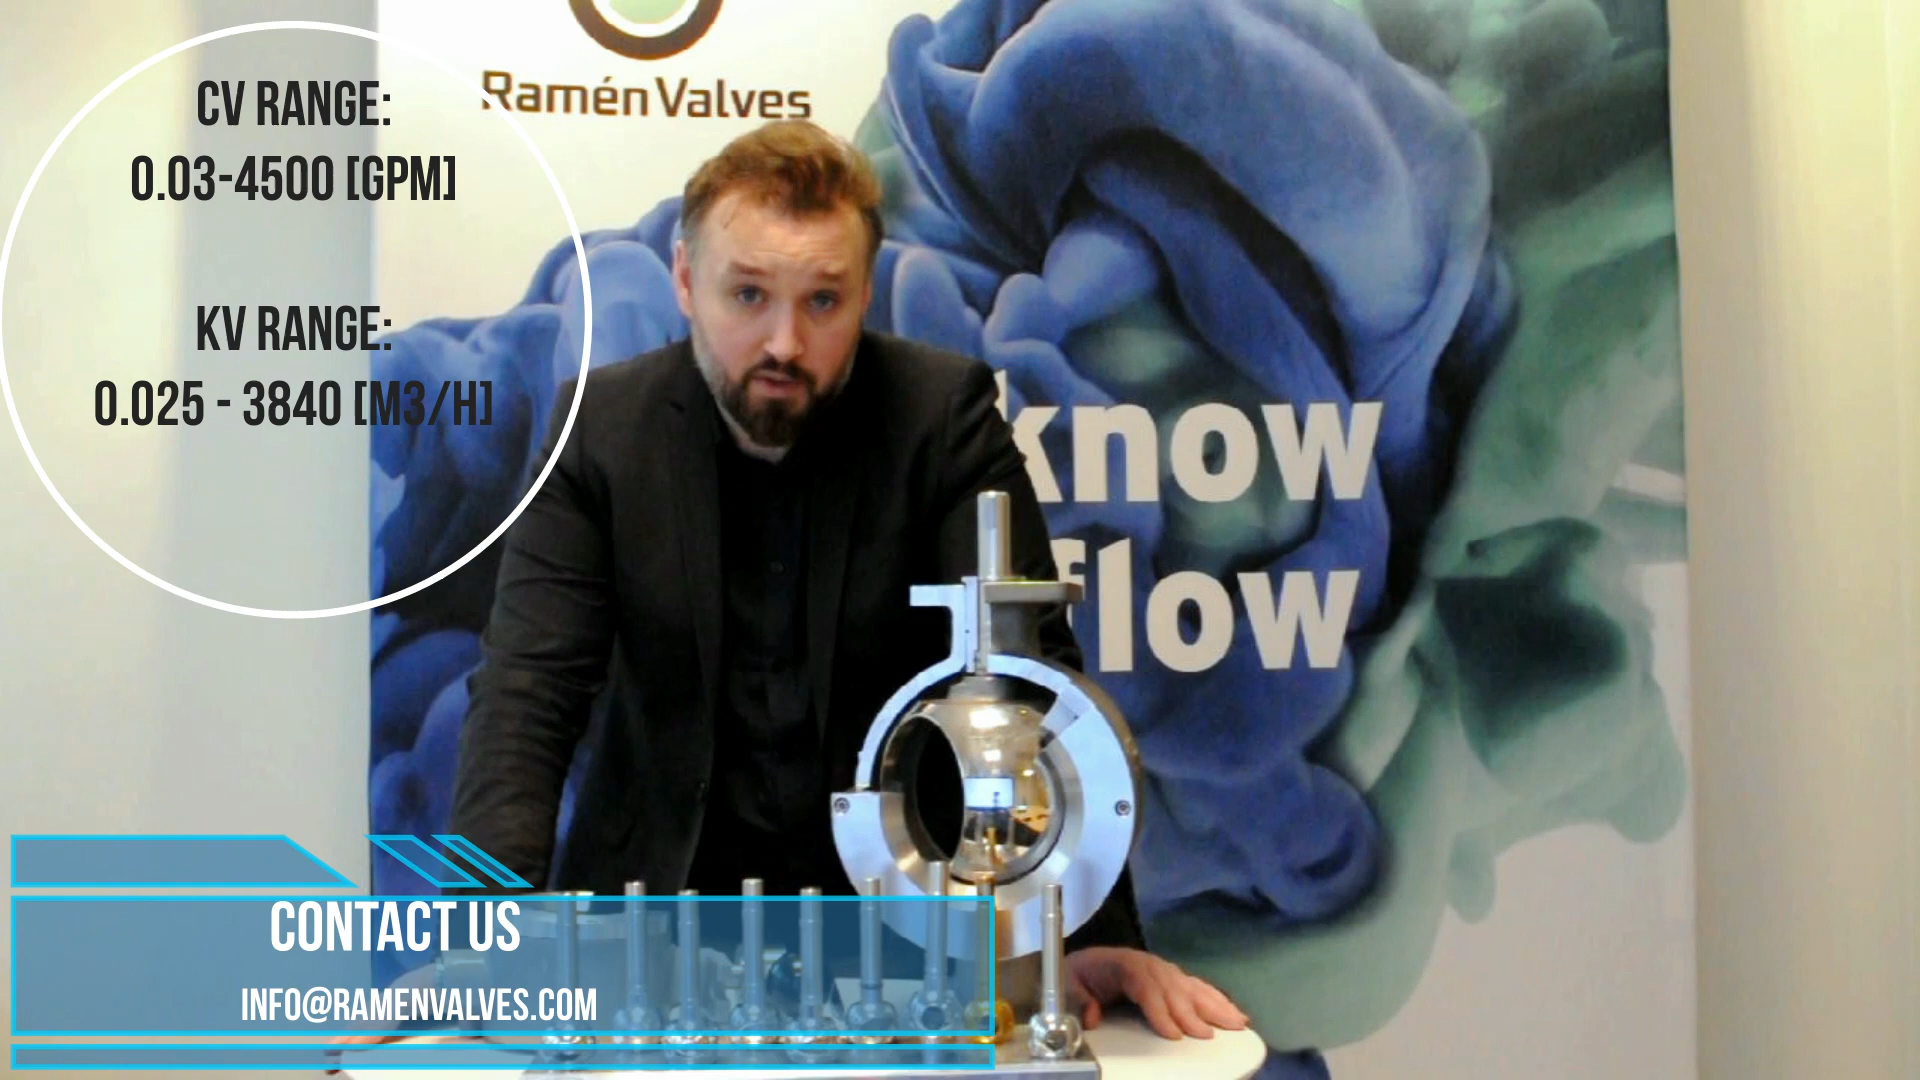 CV RANGE:
0.03-4500 [GPM]
KV RANGE:
0.025 - 3840 [M3/H]
Ramén Valves
know
flow
CONTACT US
INFO@RAMENVALVES.COM